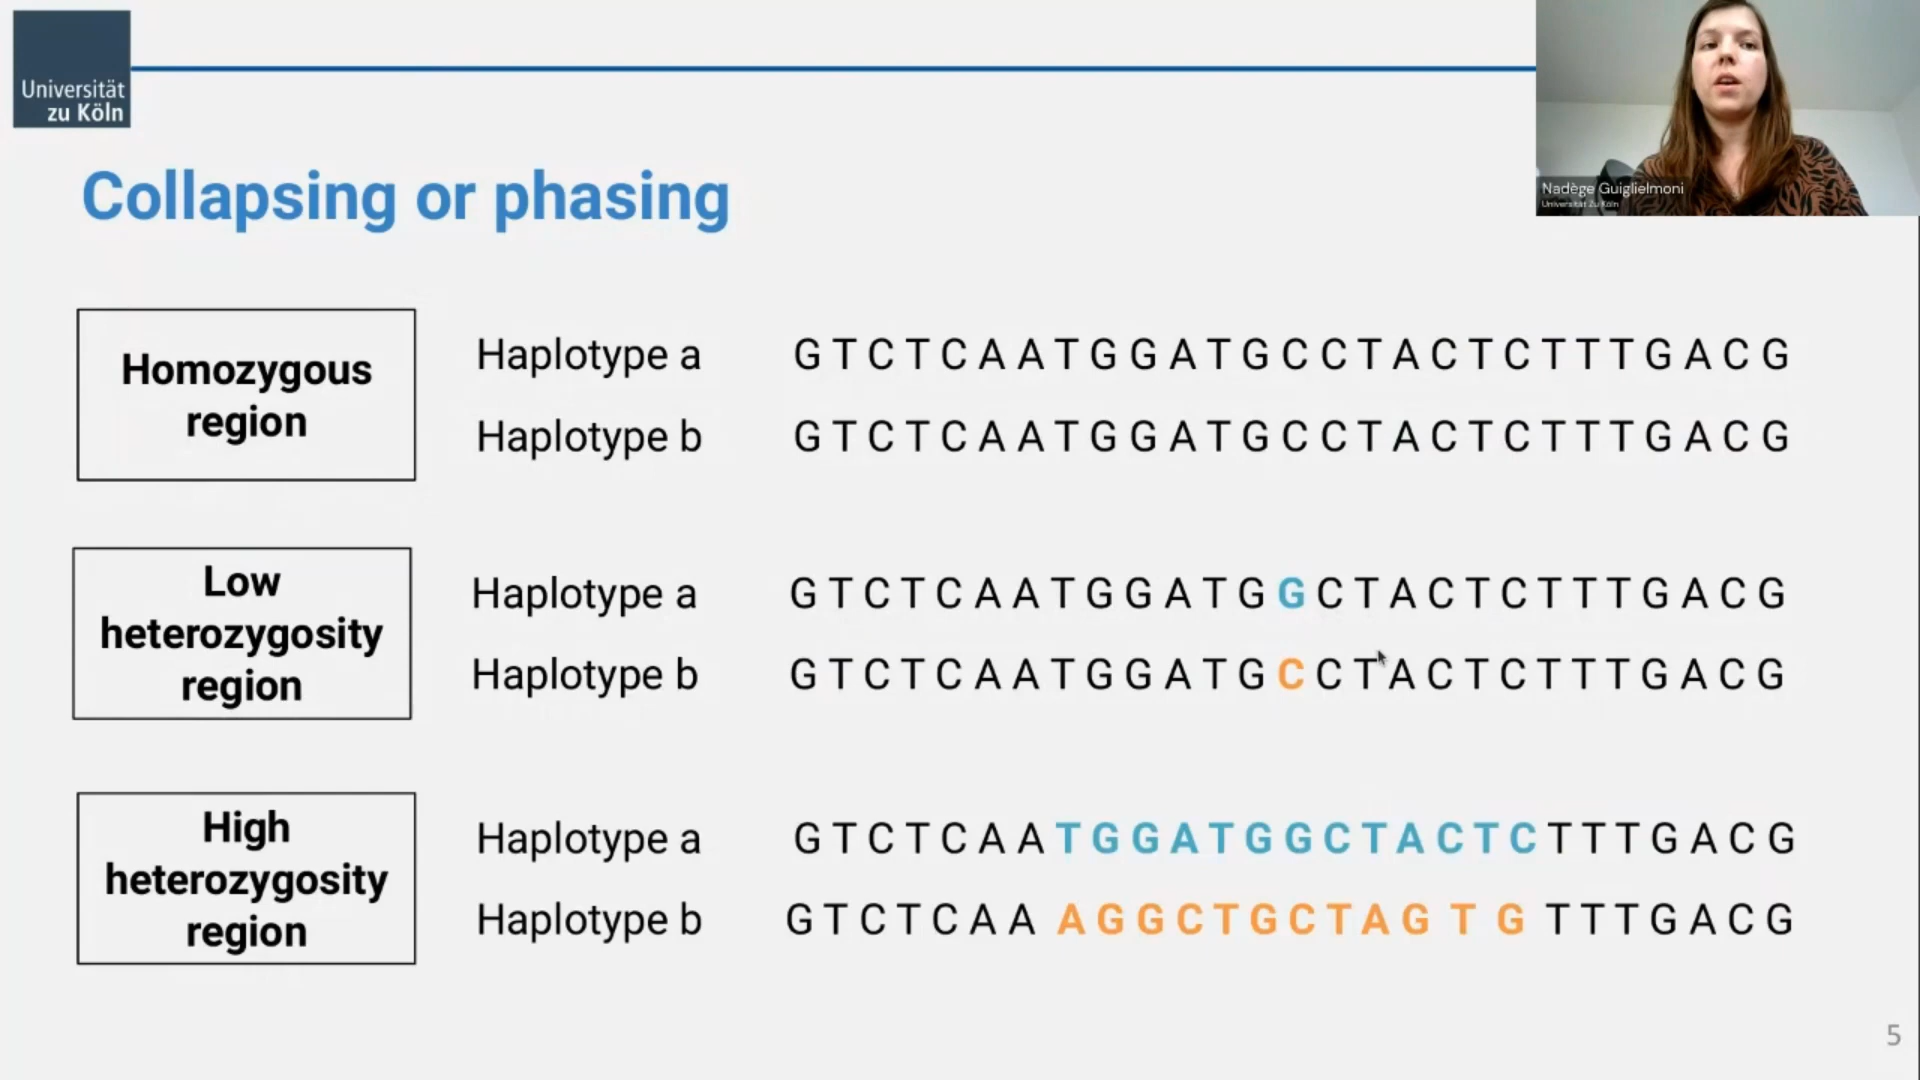 Universität
zu Köln
Nadège Guiglielmoni
Universität Zu Köln
Collapsing or phasing
Homozygous
region
Haplotype a G T C T C A A T G G A T G C C T A C T C T T T G A C G
Haplotype b G T C T C A A T G G A T G C C T A C T C T T T G A C G
Low
heterozygosity
region
Haplotype a G T C T C A A T G G A T G G C T A C T C T T T G A C G
Haplotype b G T C T C A A T G G A T G C C T A C T C T T T G A C G
High
heterozygosity
region
Haplotype a G T C T C A A T G G A T G G C T A C T C T T T G A C G
Haplotype b G T C T C A A A G G C T G C T A G T G T T T G A C G
5